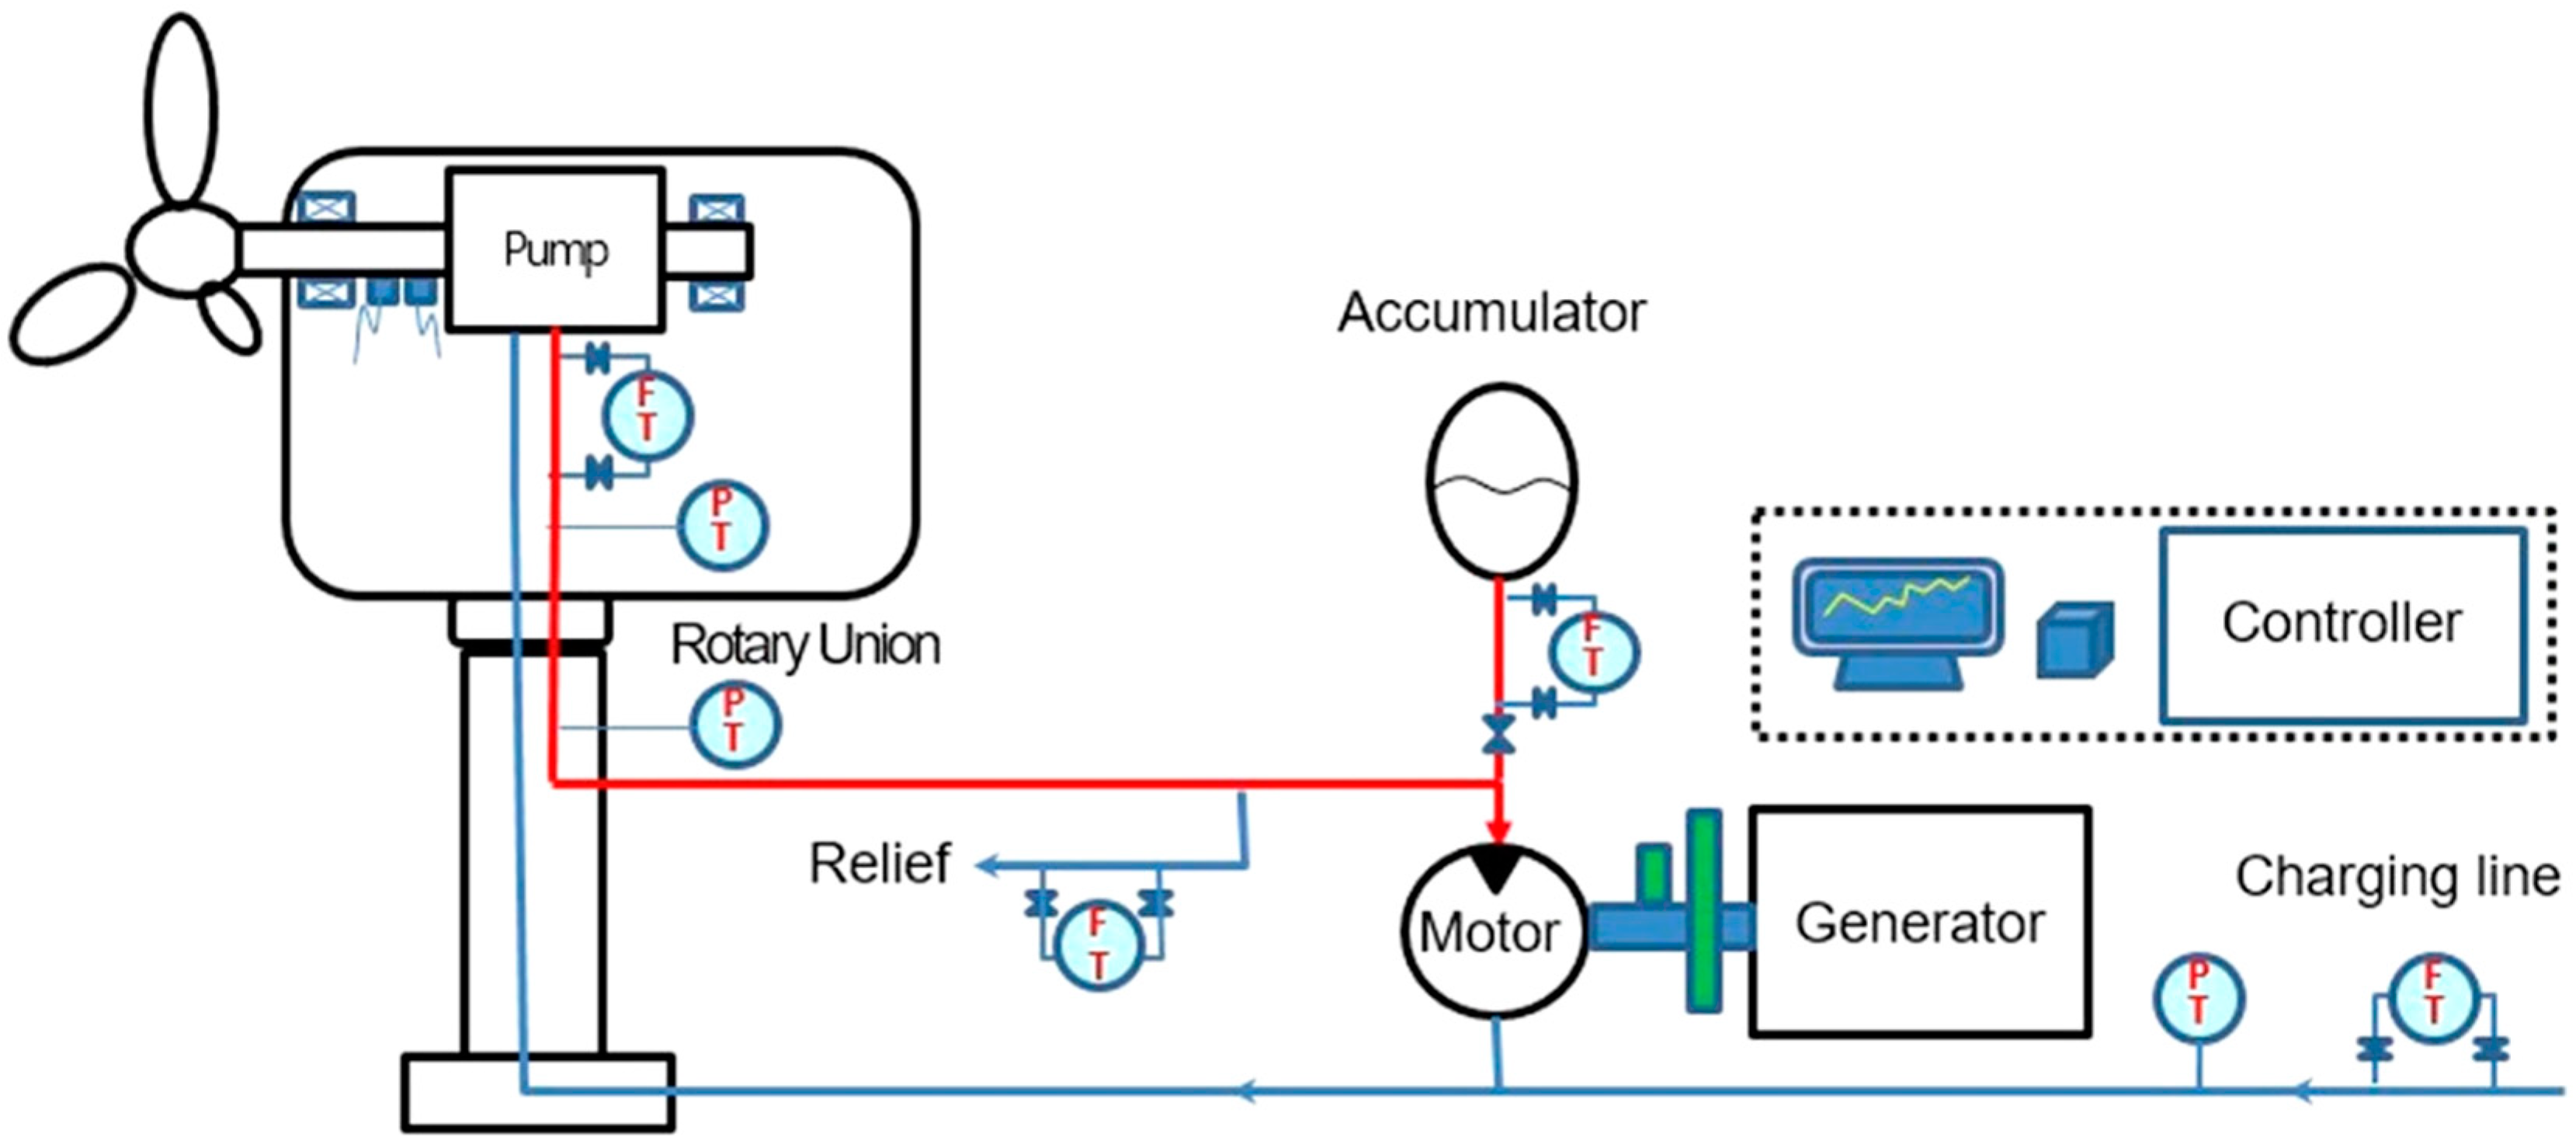 Pump
F
T
P
T
Rotary Union
P
T
Accumulator
F
T
Controller
Relief
F
T
Motor
Generator
Charging line
P
T
F
T